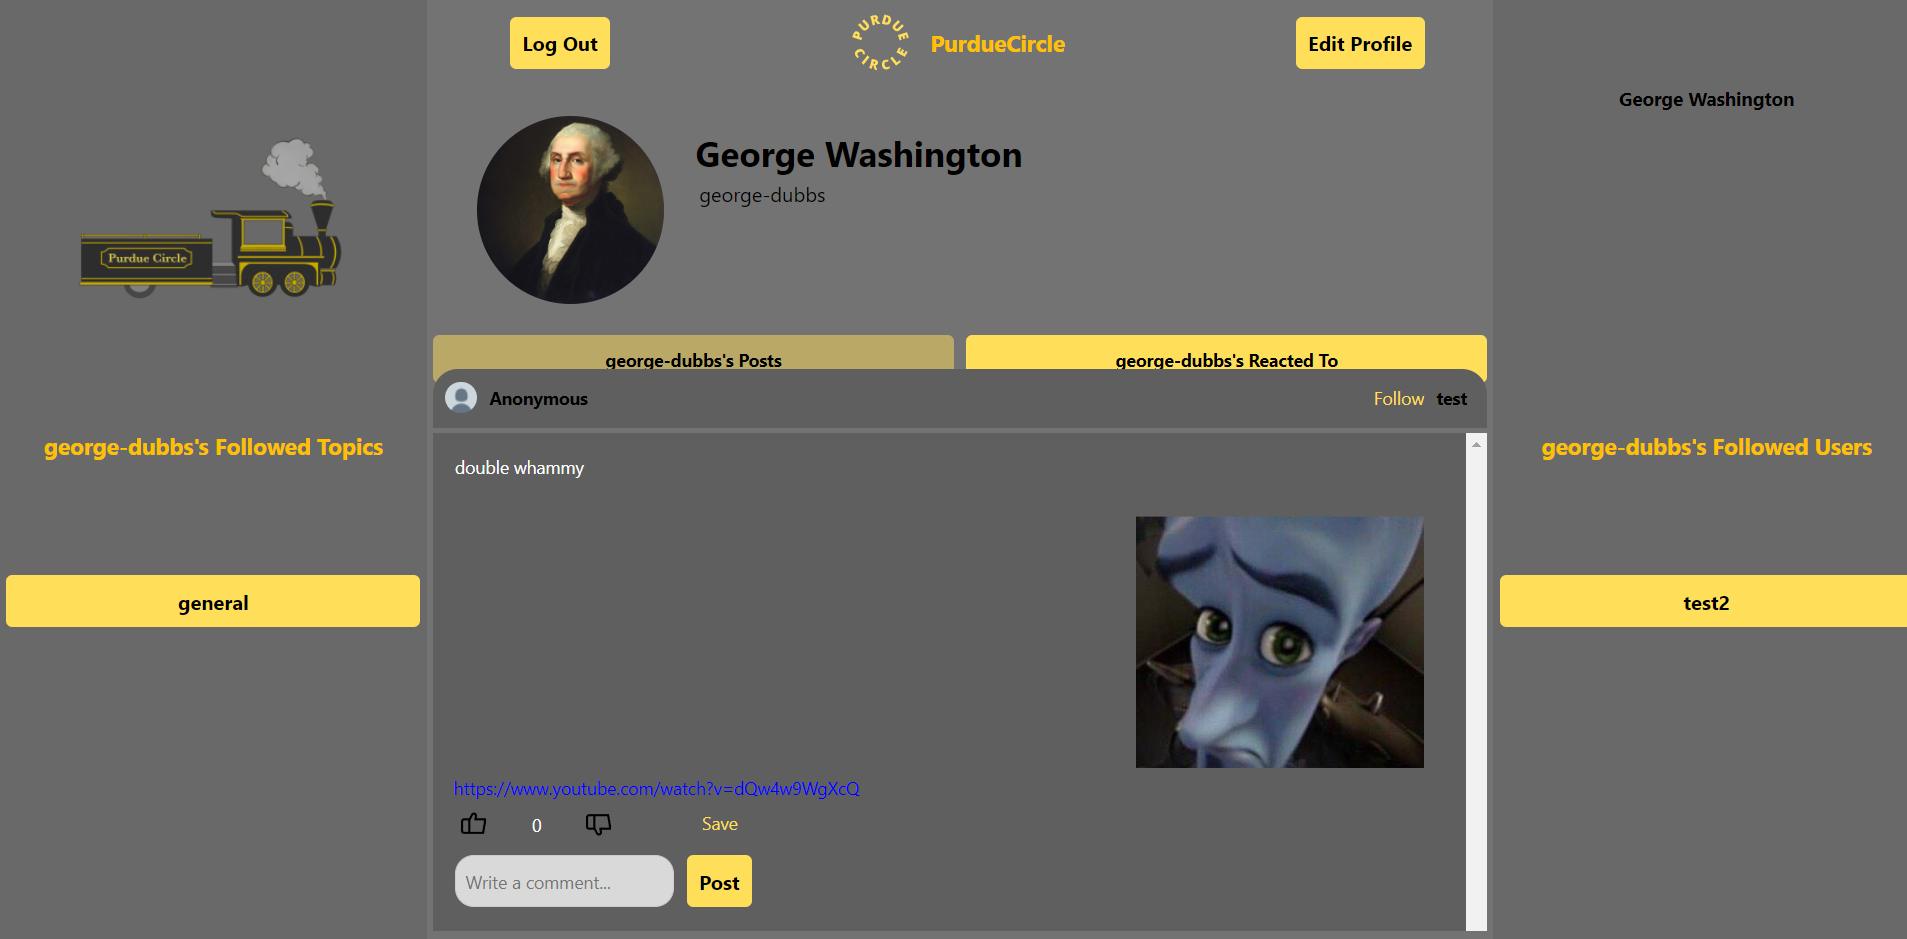 Log Out
PURDUE CIRCLE
PurdueCircle
Edit Profile
George Washington
George Washington
george-dubbs
Purdue Circle
george-dubbs's Posts
george-dubbs's Reacted To
Anonymous
Follow test
george-dubbs's Followed Topics
george-dubbs's Followed Users
double whammy
general
test2
https://www.youtube.com/watch?v=dQw4w9WgXcQ
0
Save
Write a comment...
Post